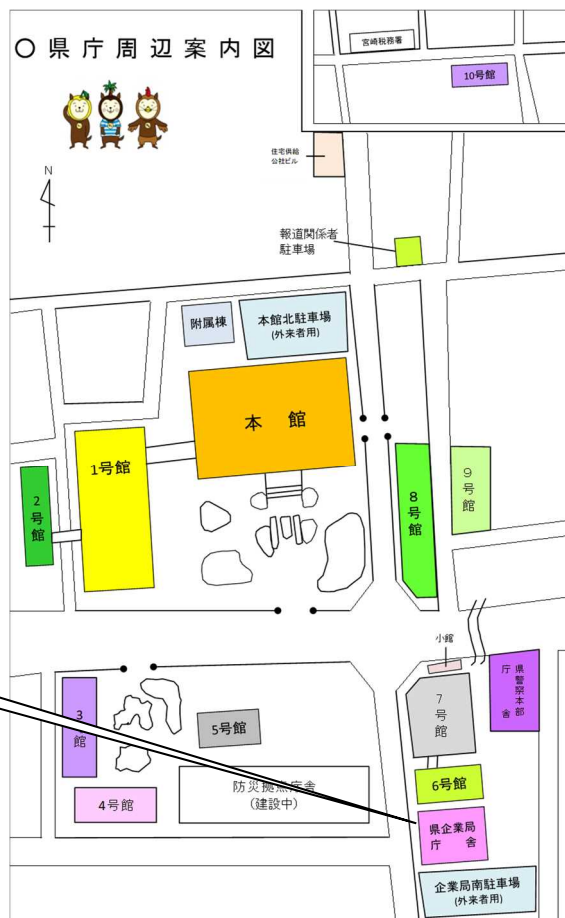 〇県庁周辺案内図
宮崎税務署
10号館
住宅供給
公社ビル
N
報道関係者
駐車場
附属棟
本館北駐車場
(外来者用)
本 館
1号館
2号館
8号館
9号館
小館
県警察本部
庁 舎
7号館
3号館
5号館
6号館
4号館
防災拠点庁舎
(建設中)
県企業局
庁 舎
企業局南駐車場
(外来者用)